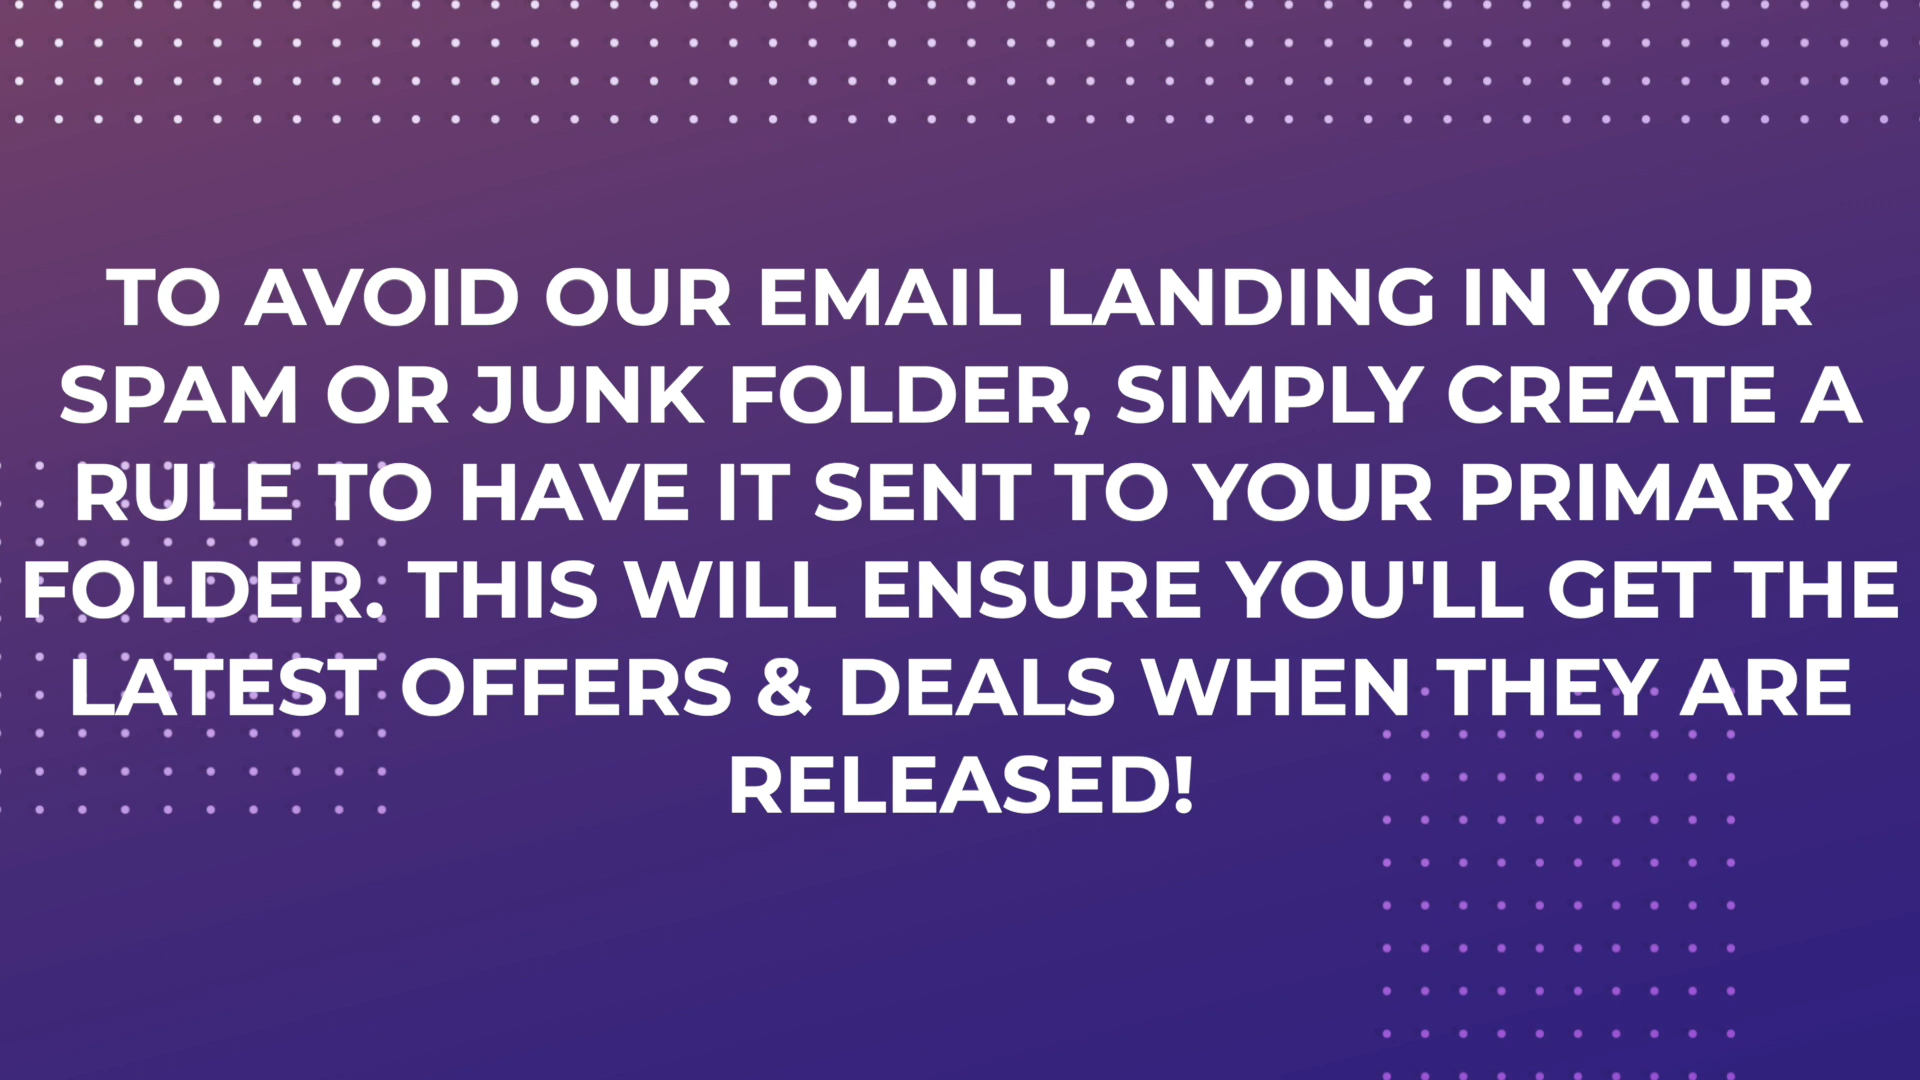 TO AVOID OUR EMAIL LANDING IN YOUR
SPAM OR JUNK FOLDER, SIMPLY CREATE A
RULE TO HAVE IT SENT TO YOUR PRIMARY
FOLDER. THIS WILL ENSURE YOU'LL GET THE
LATEST OFFERS & DEALS WHEN THEY ARE
RELEASED!